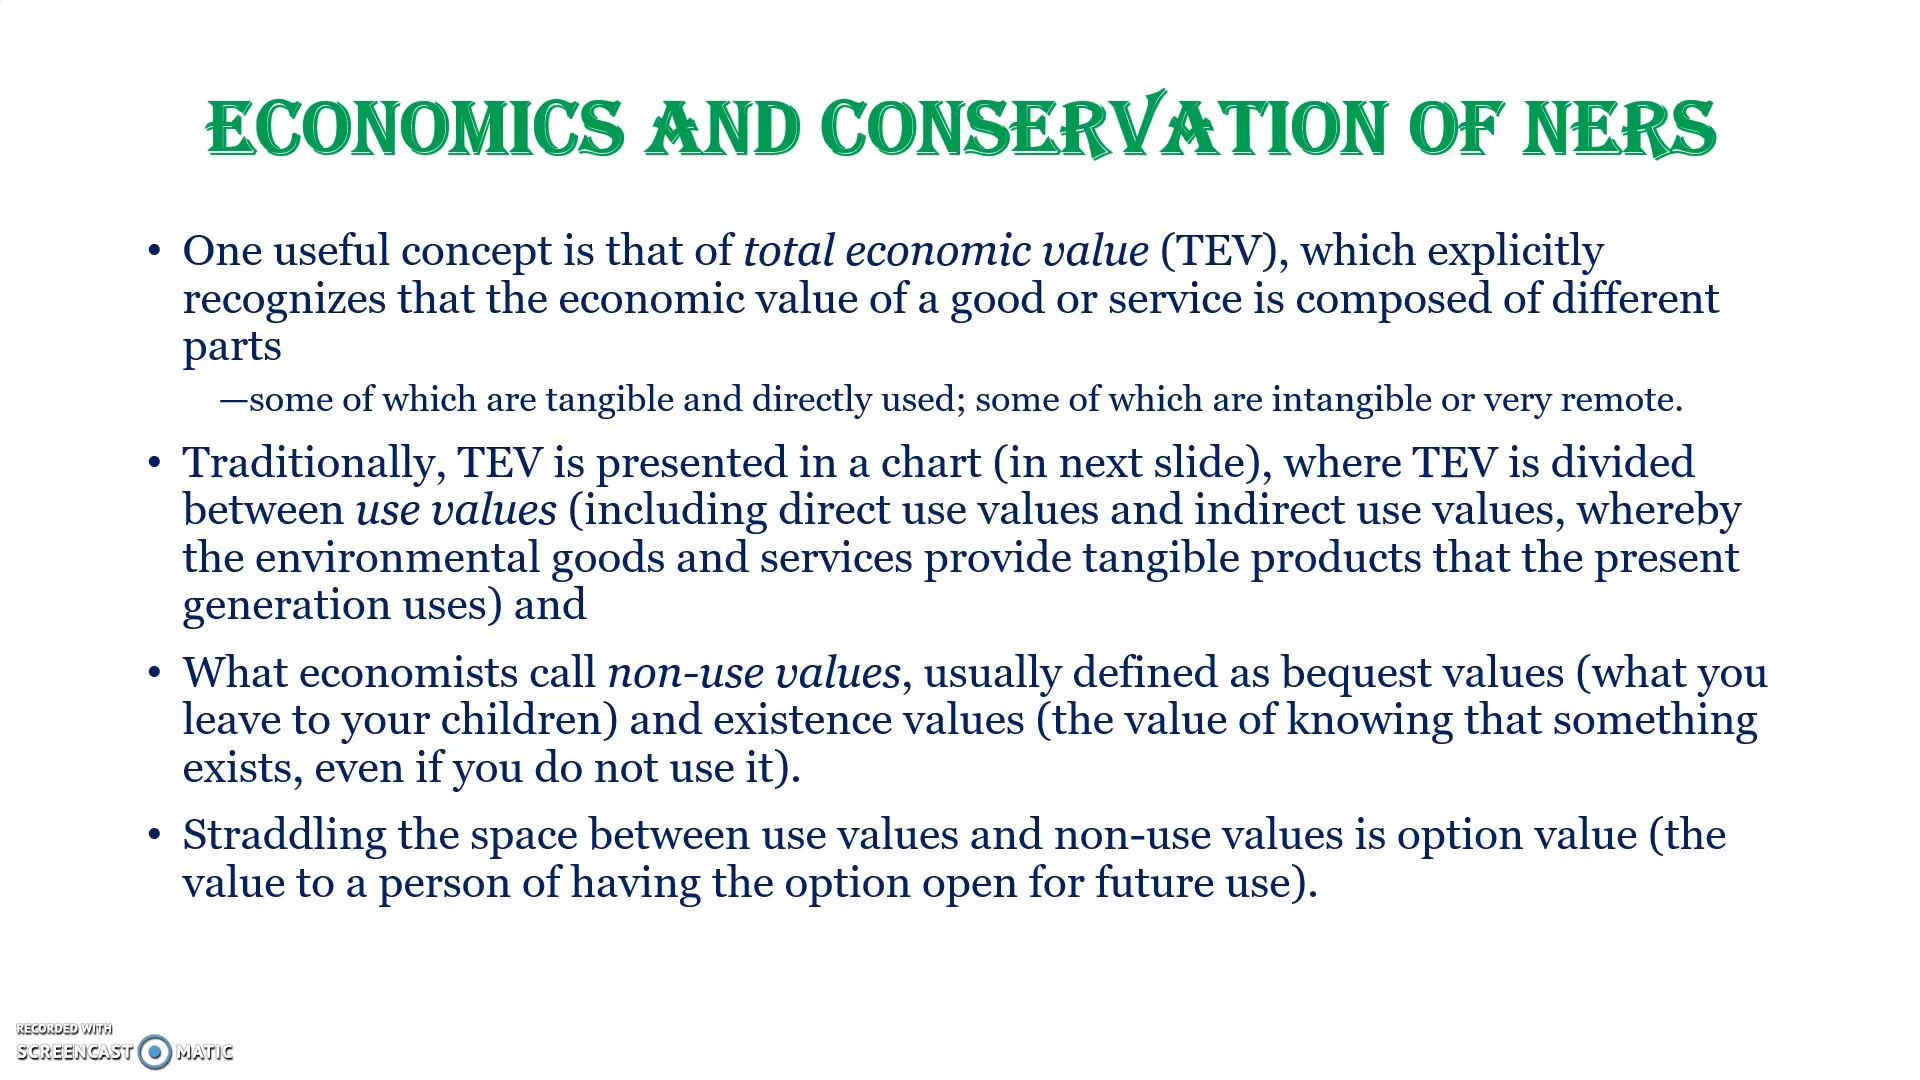 ECONOMICS AND CONSERVATION OF NERS
• One useful concept is that of total economic value (TEV), which explicitly
recognizes that the economic value of a good or service is composed of different
parts
—some of which are tangible and directly used; some of which are intangible or very remote.
• Traditionally, TEV is presented in a chart (in next slide), where TEV is divided
between use values (including direct use values and indirect use values, whereby
the environmental goods and services provide tangible products that the present
generation uses) and
• What economists call non-use values, usually defined as bequest values (what you
leave to your children) and existence values (the value of knowing that something
exists, even if you do not use it).
• Straddling the space between use values and non-use values is option value (the
value to a person of having the option open for future use).
RECORDED WITH
SCREENCAST MATIC